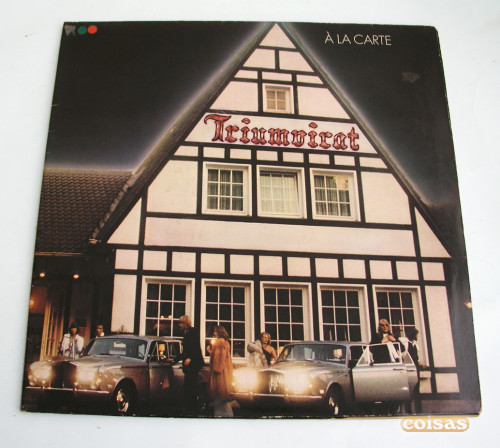 À LA CARTE
Triumvirat
coisas